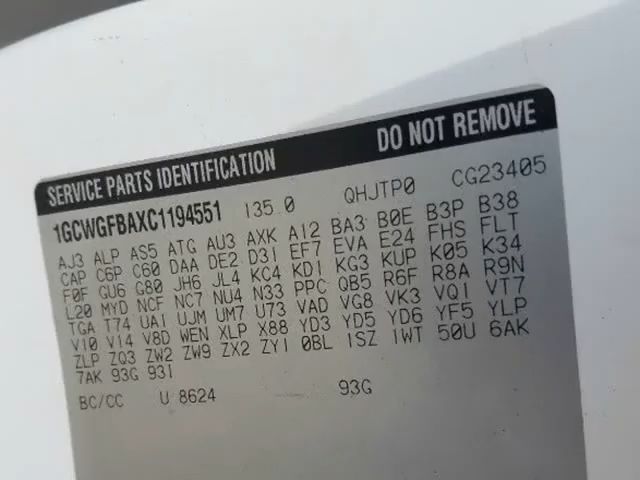 SERVICE PARTS IDENTIFICATION DO NOT REMOVE
1GCWGFBAXC1194551 135.0 QHJTP0 CG23405
AJ3 ALP AS5 ATG AU3 AXK A12 BA3 B0E B3P B38
CAP C6P C60 DAA DE2 D31 EF7 EVA E24 FHS FLT
F0F GU6 G80 JH6 JL4 KC4 KD1 KG3 KUP K05 K34
L20 MYD NCF NC7 NU4 N33 PPC QB5 R6F R8A R9N
TGA T74 UA1 UJM UM7 U73 VAD VG8 VK3 VQ1 VT7
V10 V14 V8D WEN XLP X88 YD3 YD5 YD6 YF5 YLP
ZLP ZQ3 ZW2 ZW9 ZX2 ZY1 0BL 1SZ 1WT 50U 6AK
7AK 93G 931
BC/CC U 8624 93G